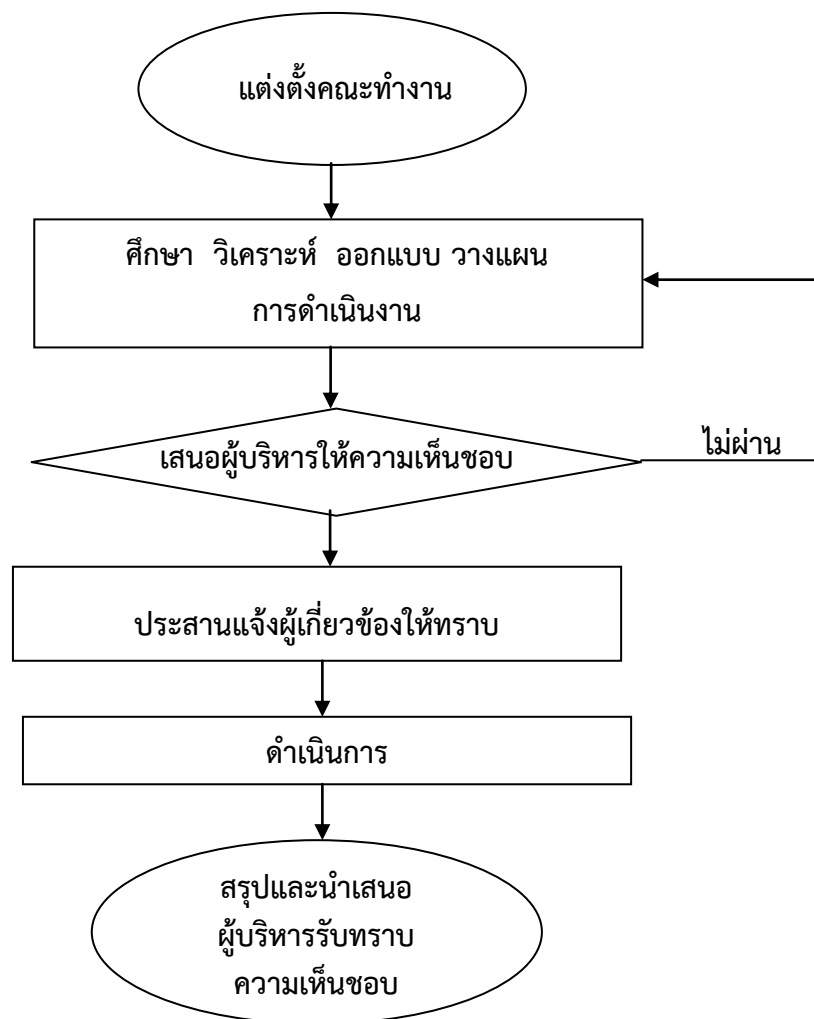 แต่งตั้งคณะทำงาน
ศึกษา วิเคราะห์ ออกแบบ วางแผน
การดำเนินงาน
เสนอผู้บริหารให้ความเห็นชอบ
ไม่ผ่าน
ประสานแจ้งผู้เกี่ยวข้องให้ทราบ
ดำเนินการ
สรุปและนำเสนอ
ผู้บริหารรับทราบ
ความเห็นชอบ